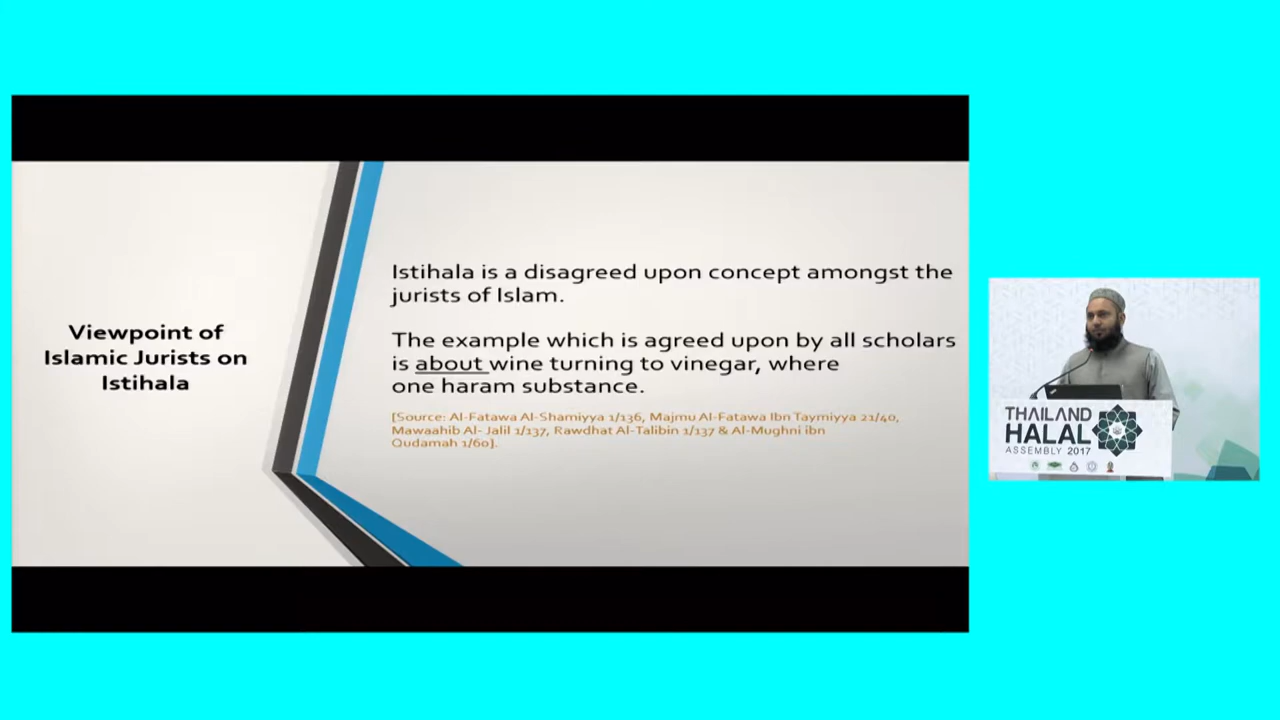 Viewpoint of
Islamic Jurists on
Istihala
Istihala is a disagreed upon concept amongst the
jurists of Islam.
The example which is agreed upon by all scholars
is about wine turning to vinegar, where
one haram substance.
[Source: Al-Fatawa Al-Shamiyya 1/136, Majmu Al-Fatawa Ibn Taymiyya 21/40,
Mawaahib Al- Jalil 1/137, Rawdhat Al-Talibin 1/137 & Al-Mughni ibn
Qudamah 1/60].
THAILAND
HALAL
ASSEMBLY 2017